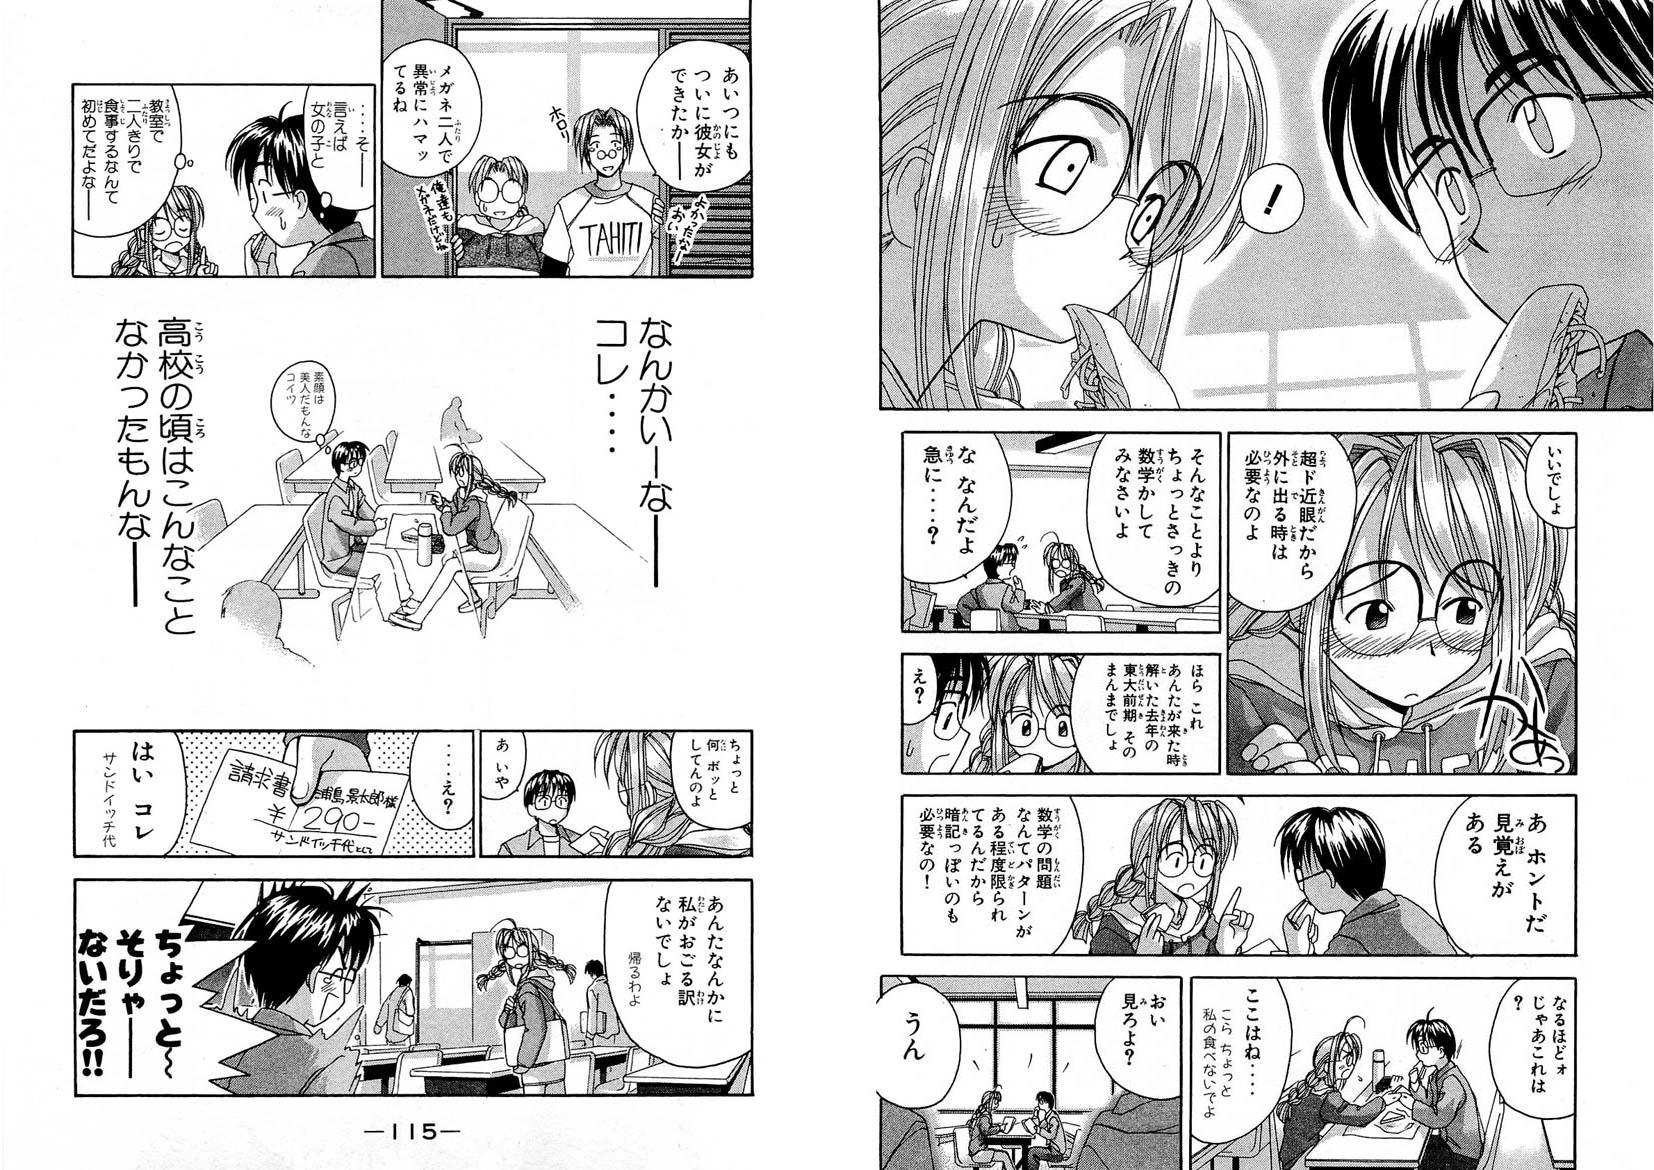 !
いいでしょ
超ド近眼だから
外に出る時は
必要なのよ
かあっ
そんなことより
ちょっとさっきの
数学かして
みなさいよ
な なんだよ
急に‥‥?
ほら これ
あんたが来た時
解いた去年の
東大前期 その
まんまでしょ
え?
あ ホントだ
見覚えが
ある
数学の問題
なんてパターンが
ある程度限られ
てるんだから
暗記っぽいのも
必要なの!
なるほどォ
じゃあこれは
?
ここはね‥‥
こら ちょっと
私の食べないでよ
おい
見ろよ?
うん
あいつにも
ついに彼女が
できたか──
よかったなー
おい
ホロリ
TAHITI
メガネ二人で
異常にハマッ
てるね
俺達も
メガネだけどね
‥‥そ─
言えば
女の子と
教室で
二人きりで
食事するなんて
初めてだよな──
なんかい─な──
コレ‥‥
素顔は
美人だもんな
コイツ
高校の頃はこんなこと
なかったもんな──
ちょっと
何 ボッと
してんのよ
あ いや
‥‥え?
請求書
浦島景太郎様
¥290-
サンドイッチ代として
はい コレ
サンドイッチ代
あんたなんかに
私がおごる訳
ないでしょ
帰るわよ
ちょっと~
そりゃ──
ないだろ!!
―115―